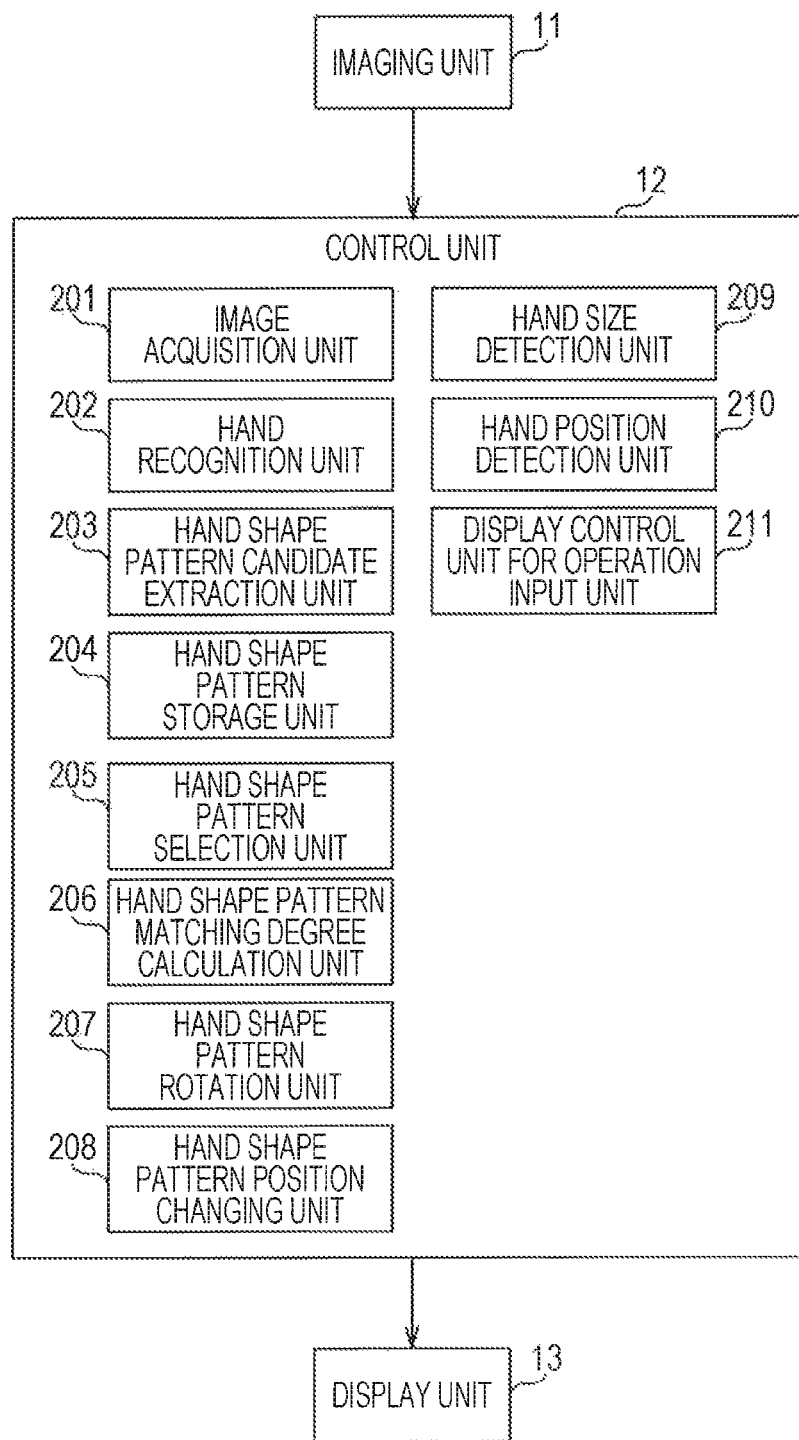 11
IMAGING UNIT
12
CONTROL UNIT
201
IMAGE
ACQUISITION UNIT
202
HAND
RECOGNITION UNIT
203
HAND SHAPE
PATTERN CANDIDATE
EXTRACTION UNIT
204
HAND SHAPE
PATTERN
STORAGE UNIT
205
HAND SHAPE
PATTERN
SELECTION UNIT
206
HAND SHAPE PATTERN
MATCHING DEGREE
CALCULATION UNIT
207
HAND SHAPE
PATTERN
ROTATION UNIT
208
HAND SHAPE
PATTERN POSITION
CHANGING UNIT
209
HAND SIZE
DETECTION UNIT
210
HAND POSITION
DETECTION UNIT
211
DISPLAY CONTROL
UNIT FOR OPERATION
INPUT UNIT
13
DISPLAY UNIT